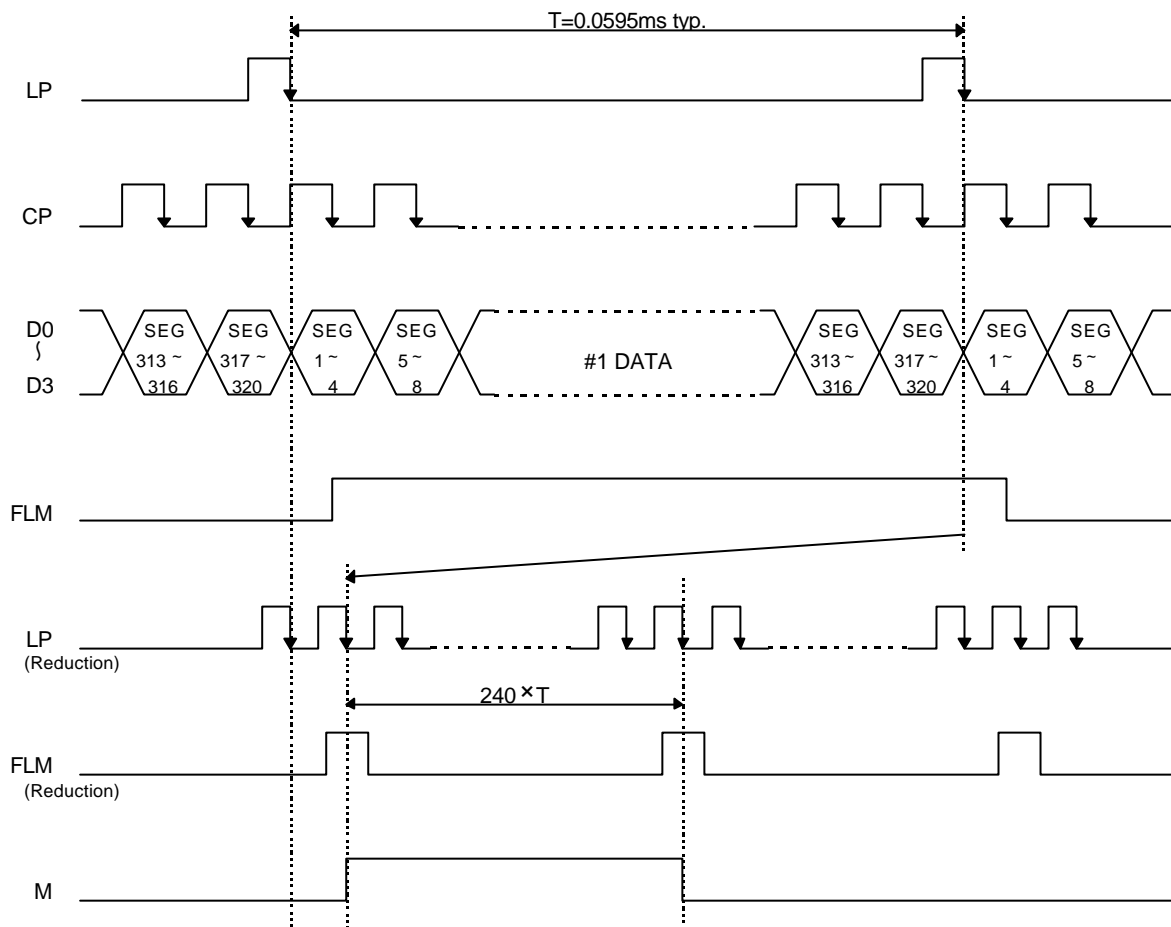 T=0.0595ms typ.
LP
CP
D0
~
D3
SEG
313 ~
316
SEG
317 ~
320
SEG
1 ~
4
SEG
5 ~
8
#1 DATA
SEG
313 ~
316
SEG
317 ~
320
SEG
1 ~
4
SEG
5 ~
8
FLM
LP
(Reduction)
240 × T
FLM
(Reduction)
M